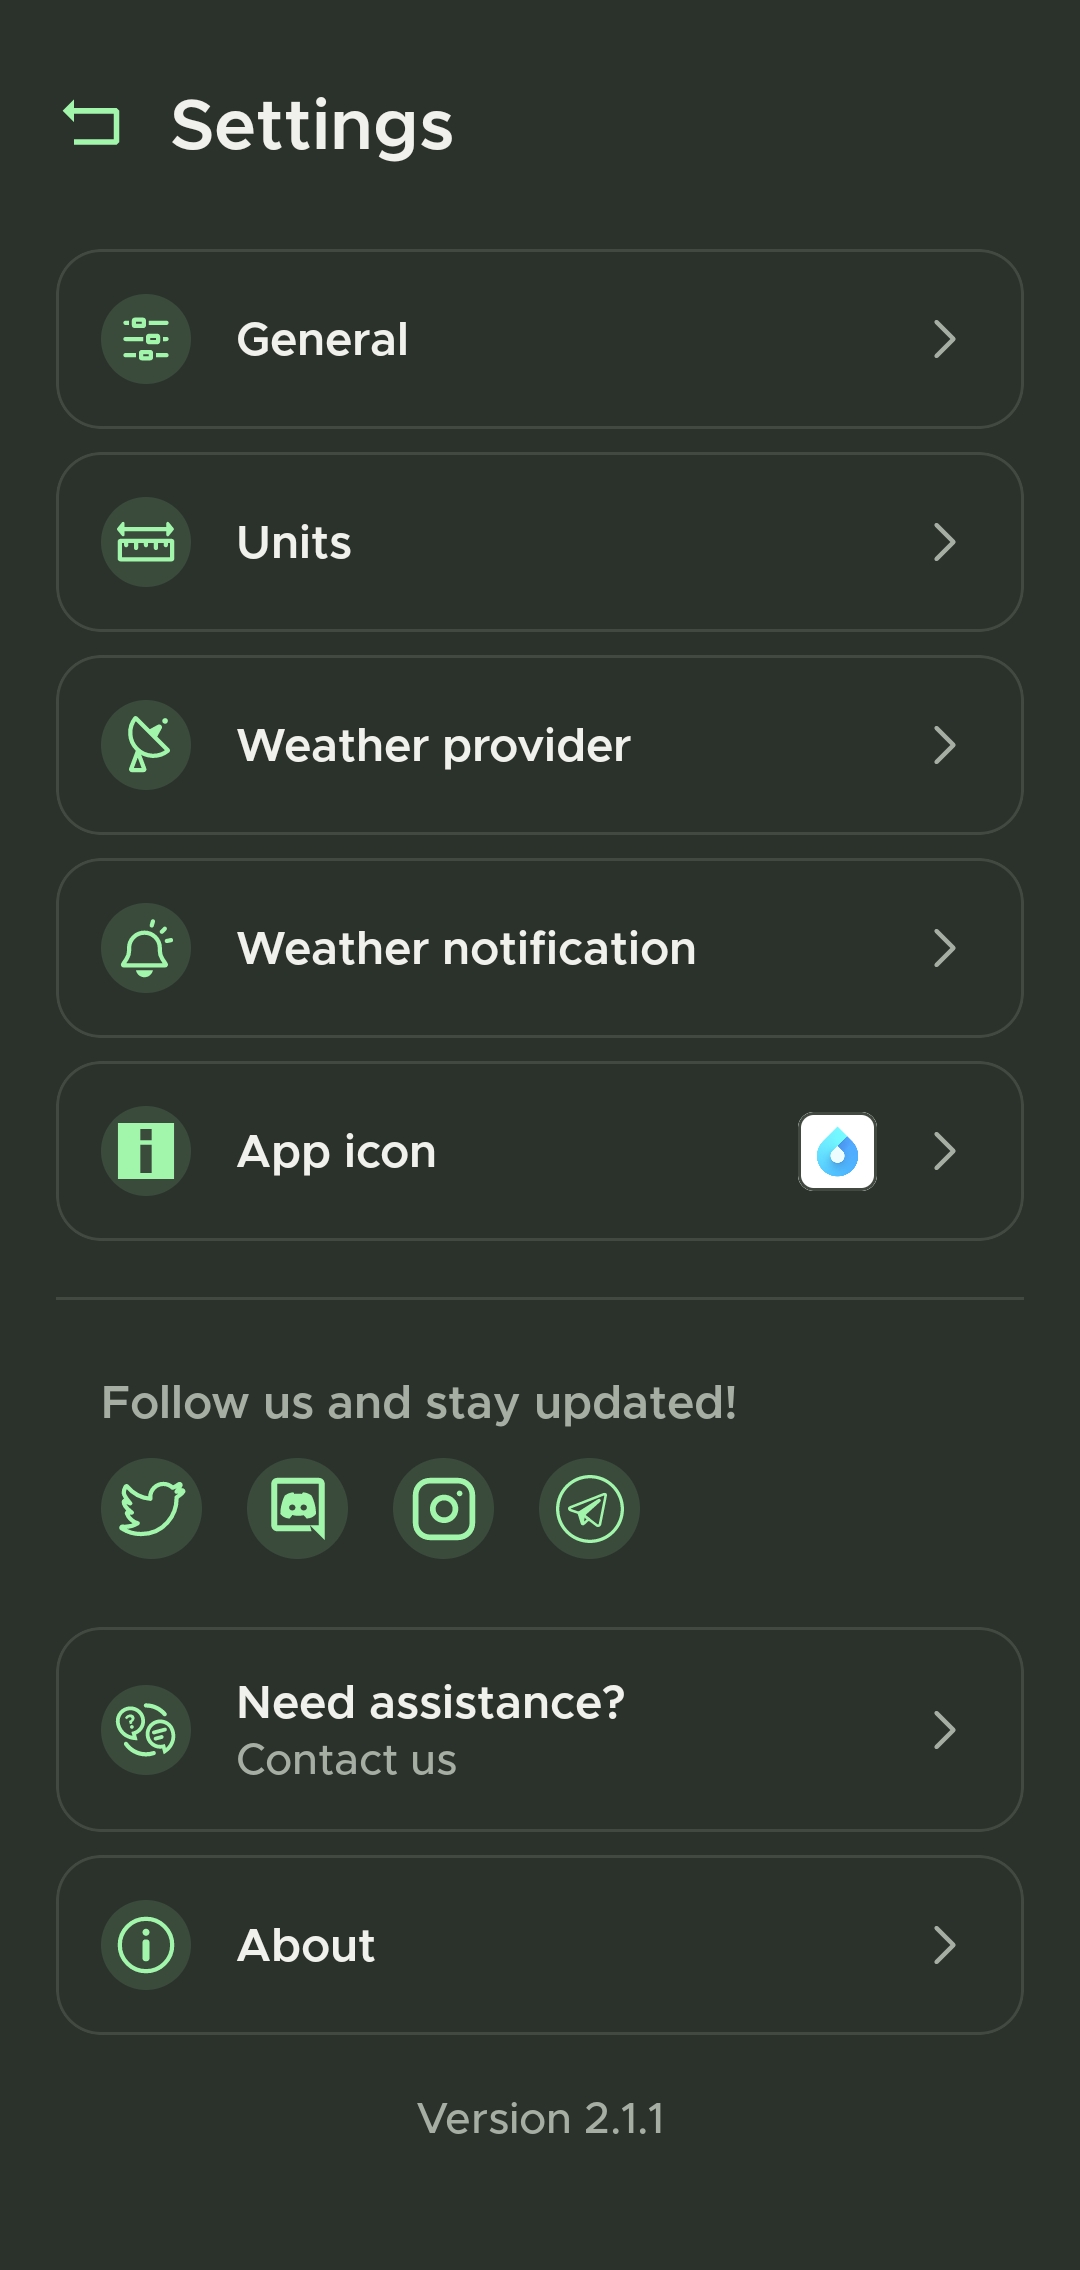 Settings
General
Units
Weather provider
Weather notification
App icon
Follow us and stay updated!
Need assistance?
Contact us
About
Version 2.1.1